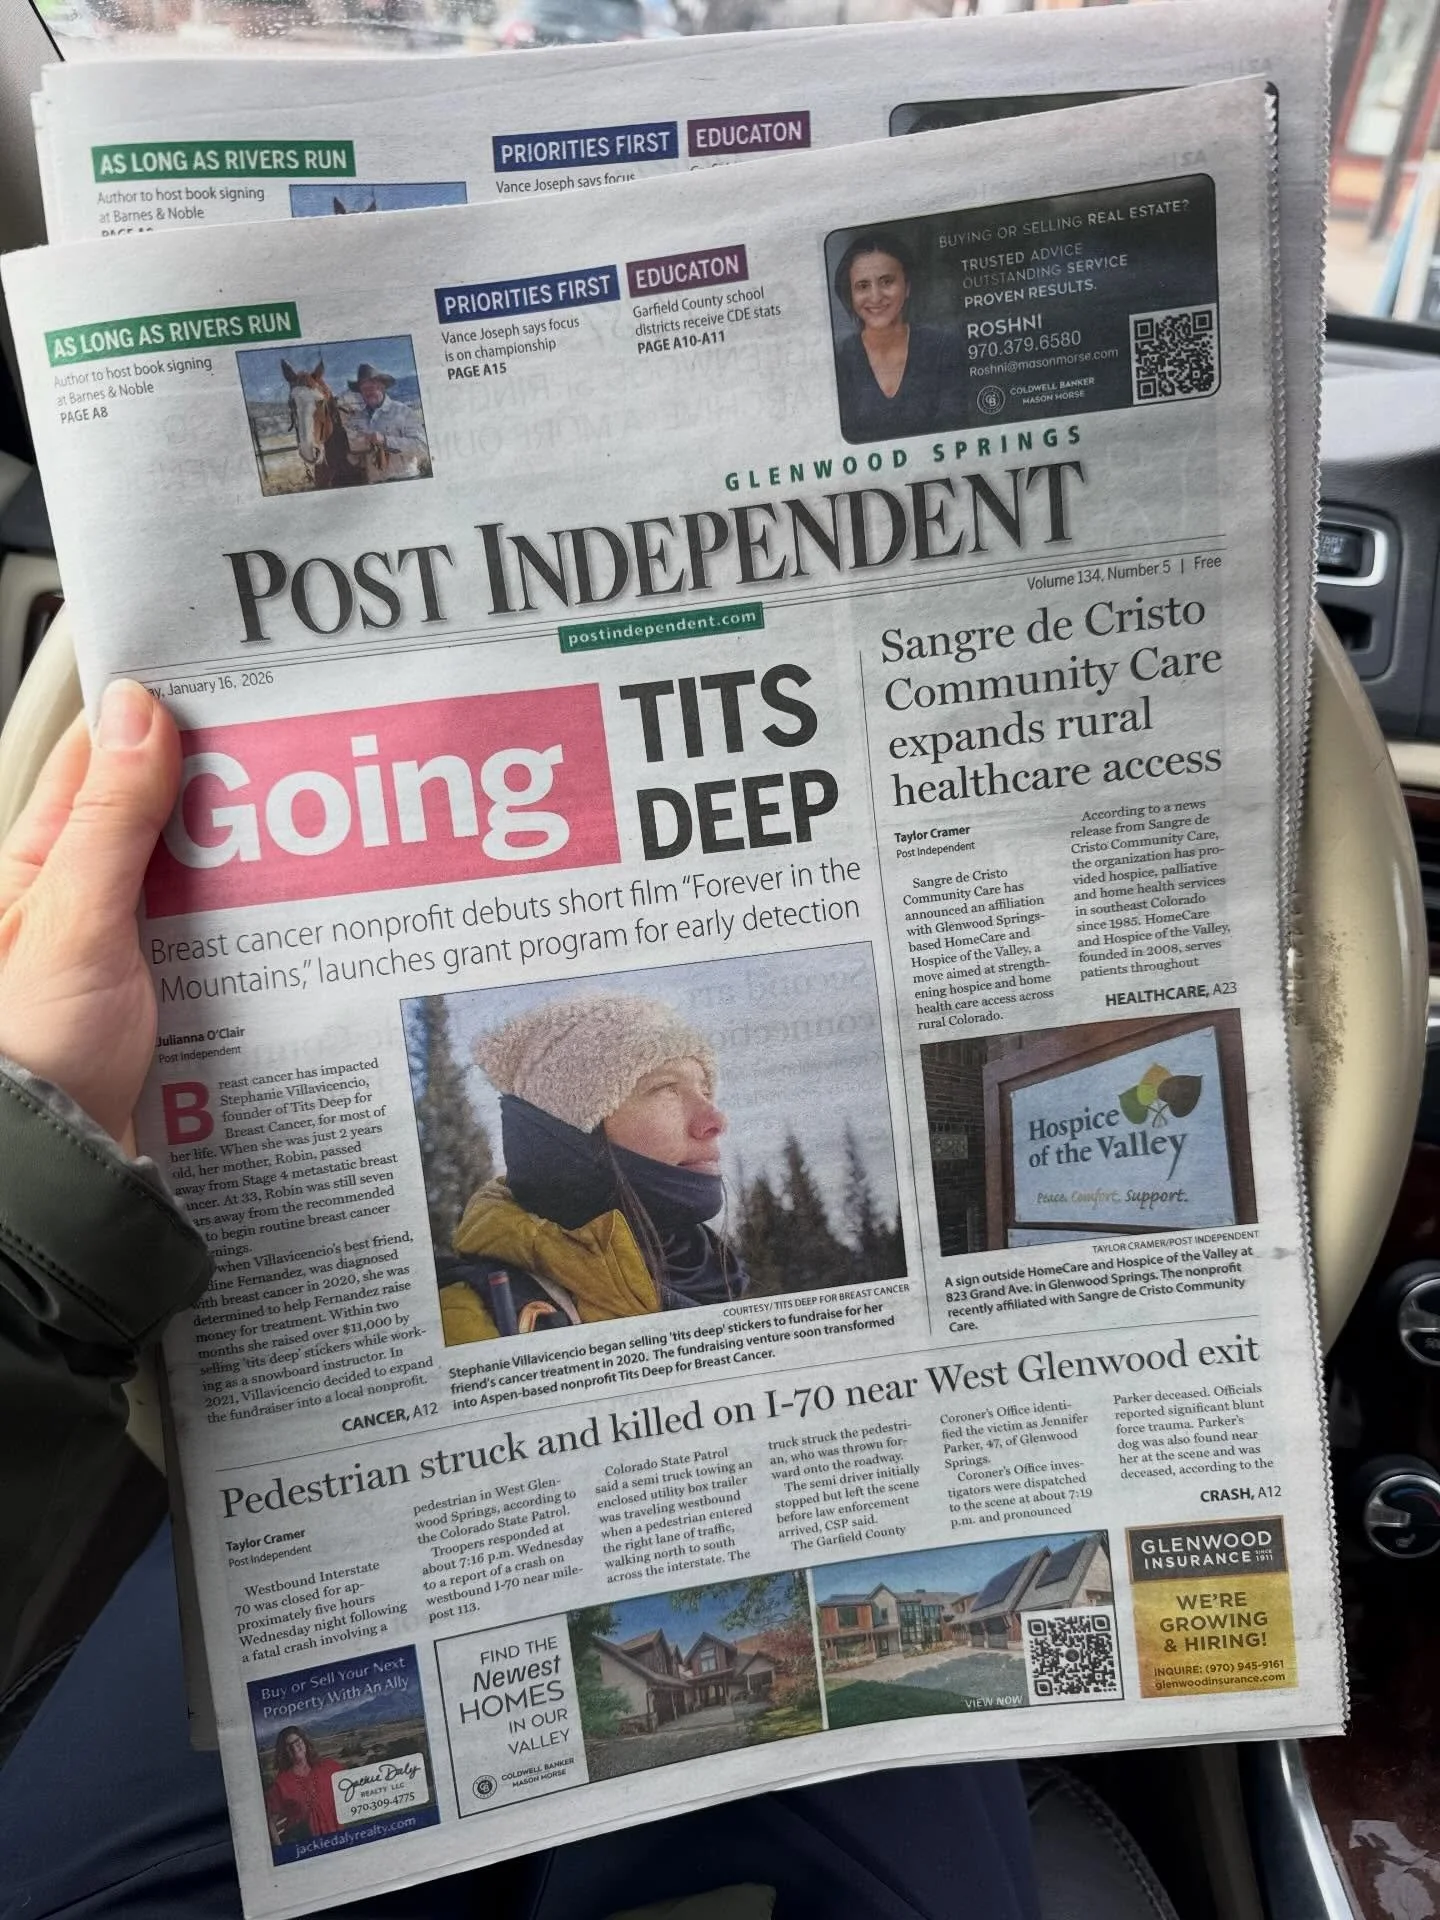 AS LONG AS RIVERS RUN
Author to host book signing
at Barnes & Noble
PRIORITIES FIRST
Vance Joseph says focus
EDUCATON
AS LONG AS RIVERS RUN
Author to host book signing
at Barnes & Noble
PAGE A8
PRIORITIES FIRST
Vance Joseph says focus
is on championship
PAGE A15
EDUCATON
Garfield County school
districts receive CDE stats
PAGE A10-A11
BUYING OR SELLING REAL ESTATE?
TRUSTED ADVICE
OUTSTANDING SERVICE
PROVEN RESULTS.
ROSHNI
970.379.6580
Roshni@masonmorse.com
COLDWELL BANKER
MASON MORSE
GLENWOOD SPRINGS
POST INDEPENDENT
Volume 134, Number 5 | Free
postindependent.com
ay, January 16, 2026
Going
TITS
DEEP
Breast cancer nonprofit debuts short film "Forever in the
Mountains," launches grant program for early detection
Julianna O'Clair
Post Independent
Breast cancer has impacted
Stephanie Villavicencio,
founder of Tits Deep for
Breast Cancer, for most of
her life. When she was just 2 years
old, her mother, Robin, passed
away from Stage 4 metastatic breast
ancer. At 33, Robin was still seven
ars away from the recommended
to begin routine breast cancer
nings.
when Villavicencio's best friend,
dine Fernandez, was diagnosed
with breast cancer in 2020, she was
determined to help Fernandez raise
money for treatment. Within two
months she raised over $11,000 by
selling 'tits deep' stickers while work-
ing as a snowboard instructor. In
2021, Villavicencio decided to expand
the fundraiser into a local nonprofit.
CANCER, A12
COURTESY/ TITS DEEP FOR BREAST CANCER
Stephanie Villavicencio began selling 'tits deep' stickers to fundraise for her
friend's cancer treatment in 2020. The fundraising venture soon transformed
into Aspen-based nonprofit Tits Deep for Breast Cancer.
Sangre de Cristo
Community Care
expands rural
healthcare access
Taylor Cramer
Post Independent
Sangre de Cristo
Community Care has
announced an affiliation
with Glenwood Springs-
based HomeCare and
Hospice of the Valley, a
move aimed at strength-
ening hospice and home
health care access across
rural Colorado.
According to a news
release from Sangre de
Cristo Community Care,
the organization has pro-
vided hospice, palliative
and home health services
in southeast Colorado
since 1985. HomeCare
and Hospice of the Valley,
founded in 2008, serves
patients throughout
HEALTHCARE, A23
Hospice
of the Valley
Peace. Comfort. Support.
TAYLOR CRAMER/POST INDEPENDENT
A sign outside HomeCare and Hospice of the Valley at
823 Grand Ave. in Glenwood Springs. The nonprofit
recently affiliated with Sangre de Cristo Community
Care.
Pedestrian struck and killed on I-70 near West Glenwood exit
Taylor Cramer
Post Independent
Westbound Interstate
70 was closed for ap-
proximately five hours
Wednesday night following
a fatal crash involving a
pedestrian in West Glen-
wood Springs, according to
the Colorado State Patrol.
Troopers responded at
about 7:16 p.m. Wednesday
to a report of a crash on
westbound I-70 near mile-
post 113.
Colorado State Patrol
said a semi truck towing an
enclosed utility box trailer
was traveling westbound
when a pedestrian entered
the right lane of traffic,
walking north to south
across the interstate. The
truck struck the pedestri-
an, who was thrown for-
ward onto the roadway.
The semi driver initially
stopped but left the scene
before law enforcement
arrived, CSP said.
The Garfield County
Coroner's Office identi-
fied the victim as Jennifer
Parker, 47, of Glenwood
Springs.
Coroner's Office inves-
tigators were dispatched
to the scene at about 7:19
p.m. and pronounced
Parker deceased. Officials
reported significant blunt
force trauma. Parker's
dog was also found near
her at the scene and was
deceased, according to the
CRASH, A12
Buy or Sell Your Next
Property With An Ally
Jackie Daly
REALTY LLC
970-309-4775
jackiedalyrealty.com
FIND THE
Newest
HOMES
IN OUR
VALLEY
COLDWELL BANKER
MASON MORSE
VIEW NOW
GLENWOOD
INSURANCE SINCE 1911
WE'RE
GROWING
& HIRING!
INQUIRE: (970) 945-9161
glenwoodinsurance.com